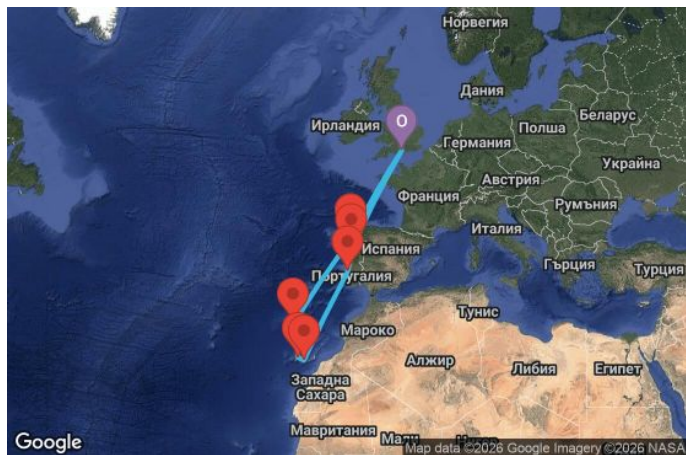 Норвегия
Дания
Ирландия
O
Беларус
Полша
Германия
Украйна
Австрия
Франция
Румъния
Италия
Испания
Гърция
Турция
Португалия
Тунис
Мароко
Алжир
Либия
Египет
Западна
Сахара
Мавритания
Мали
Google
Map data ©2026 Google Imagery ©2026 NASA